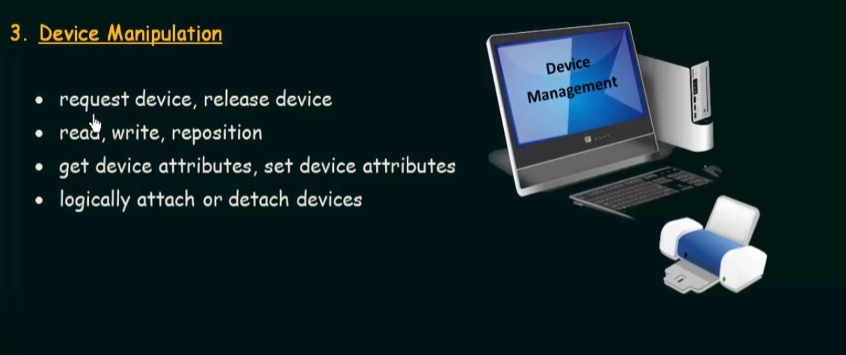 3. Device Manipulation
• request device, release device
• read, write, reposition
• get device attributes, set device attributes
• logically attach or detach devices
Device
Management